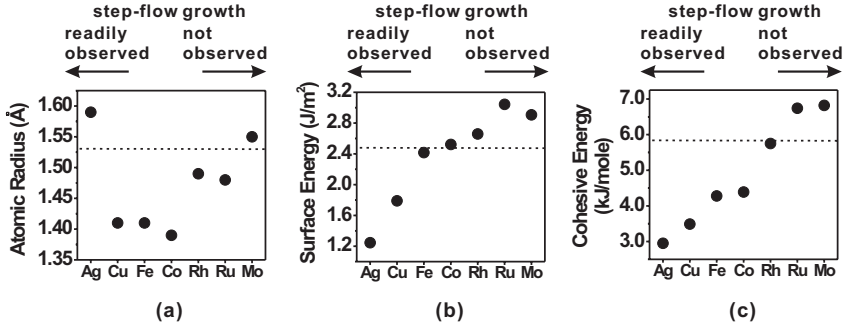 step-flow growth
readily not
observed observed
Atomic Radius (Å)
1.60
1.55
1.50
1.45
1.40
1.35
Ag Cu Fe Co Rh Ru Mo
(a)
step-flow growth
readily not
observed observed
Surface Energy (J/m²)
3.2
2.8
2.4
2.0
1.6
1.2
Ag Cu Fe Co Rh Ru Mo
(b)
step-flow growth
readily not
observed observed
Cohesive Energy
(kJ/mole)
7.0
6.0
5.0
4.0
3.0
Ag Cu Fe Co Rh Ru Mo
(c)